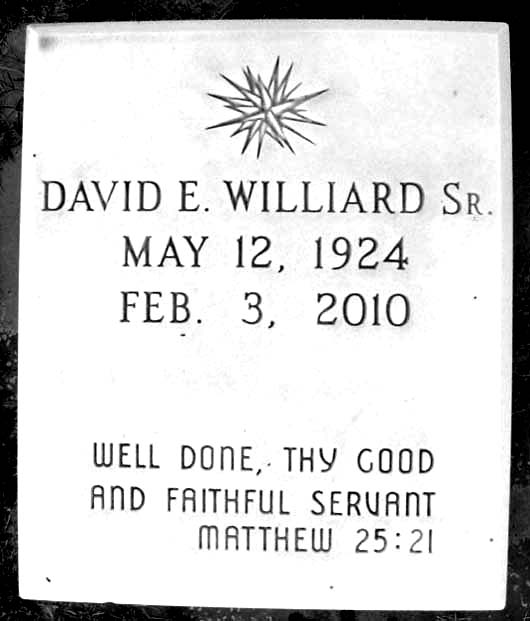 DAVID E. WILLIARD SR.
MAY 12, 1924
FEB. 3, 2010
WELL DONE, THY GOOD
AND FAITHFUL SERVANT
MATTHEW 25:21